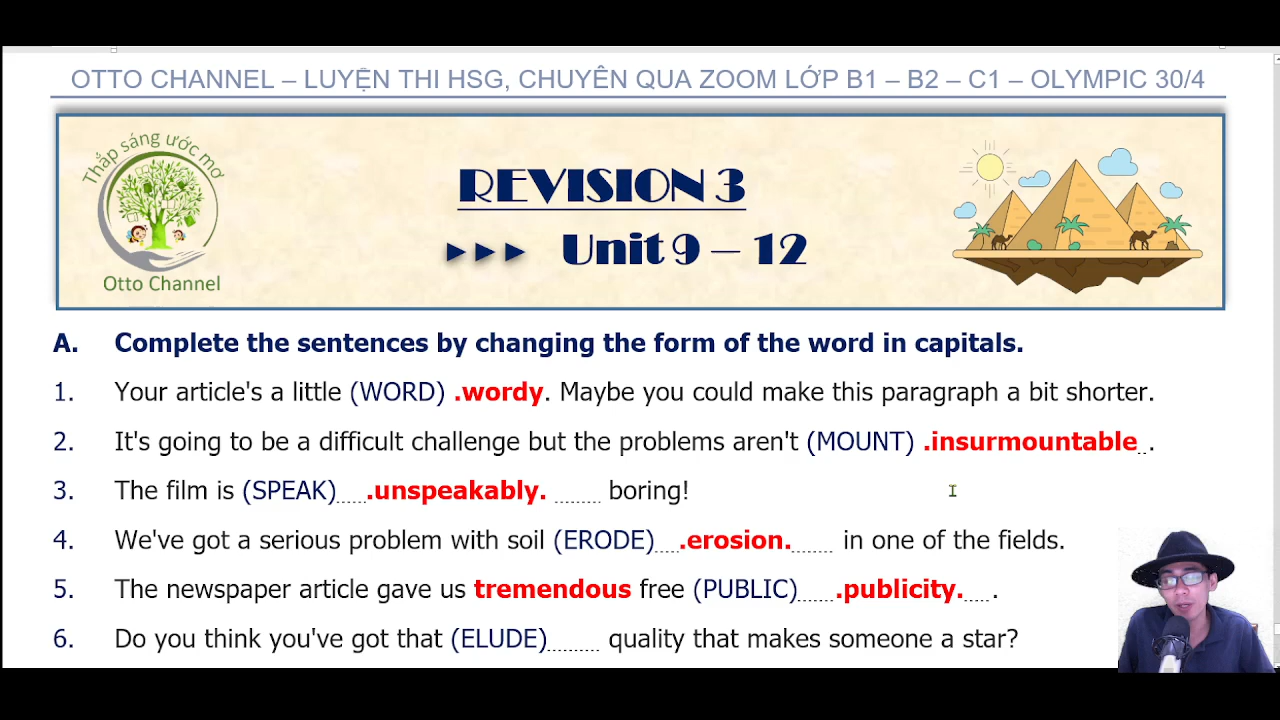 OTTO CHANNEL – LUYỆN THI HSG, CHUYÊN QUA ZOOM LỚP B1 – B2 – C1 – OLYMPIC 30/4
Thắp sáng ước mơ
Otto Channel
REVISION 3
►►► Unit 9 – 12
A. Complete the sentences by changing the form of the word in capitals.
1. Your article's a little (WORD) .wordy. Maybe you could make this paragraph a bit shorter.
2. It's going to be a difficult challenge but the problems aren't (MOUNT) .insurmountable...
3. The film is (SPEAK).....unspeakably. ....... boring!
4. We've got a serious problem with soil (ERODE)....erosion....... in one of the fields.
5. The newspaper article gave us tremendous free (PUBLIC)......publicity......
6. Do you think you've got that (ELUDE)......... quality that makes someone a star?